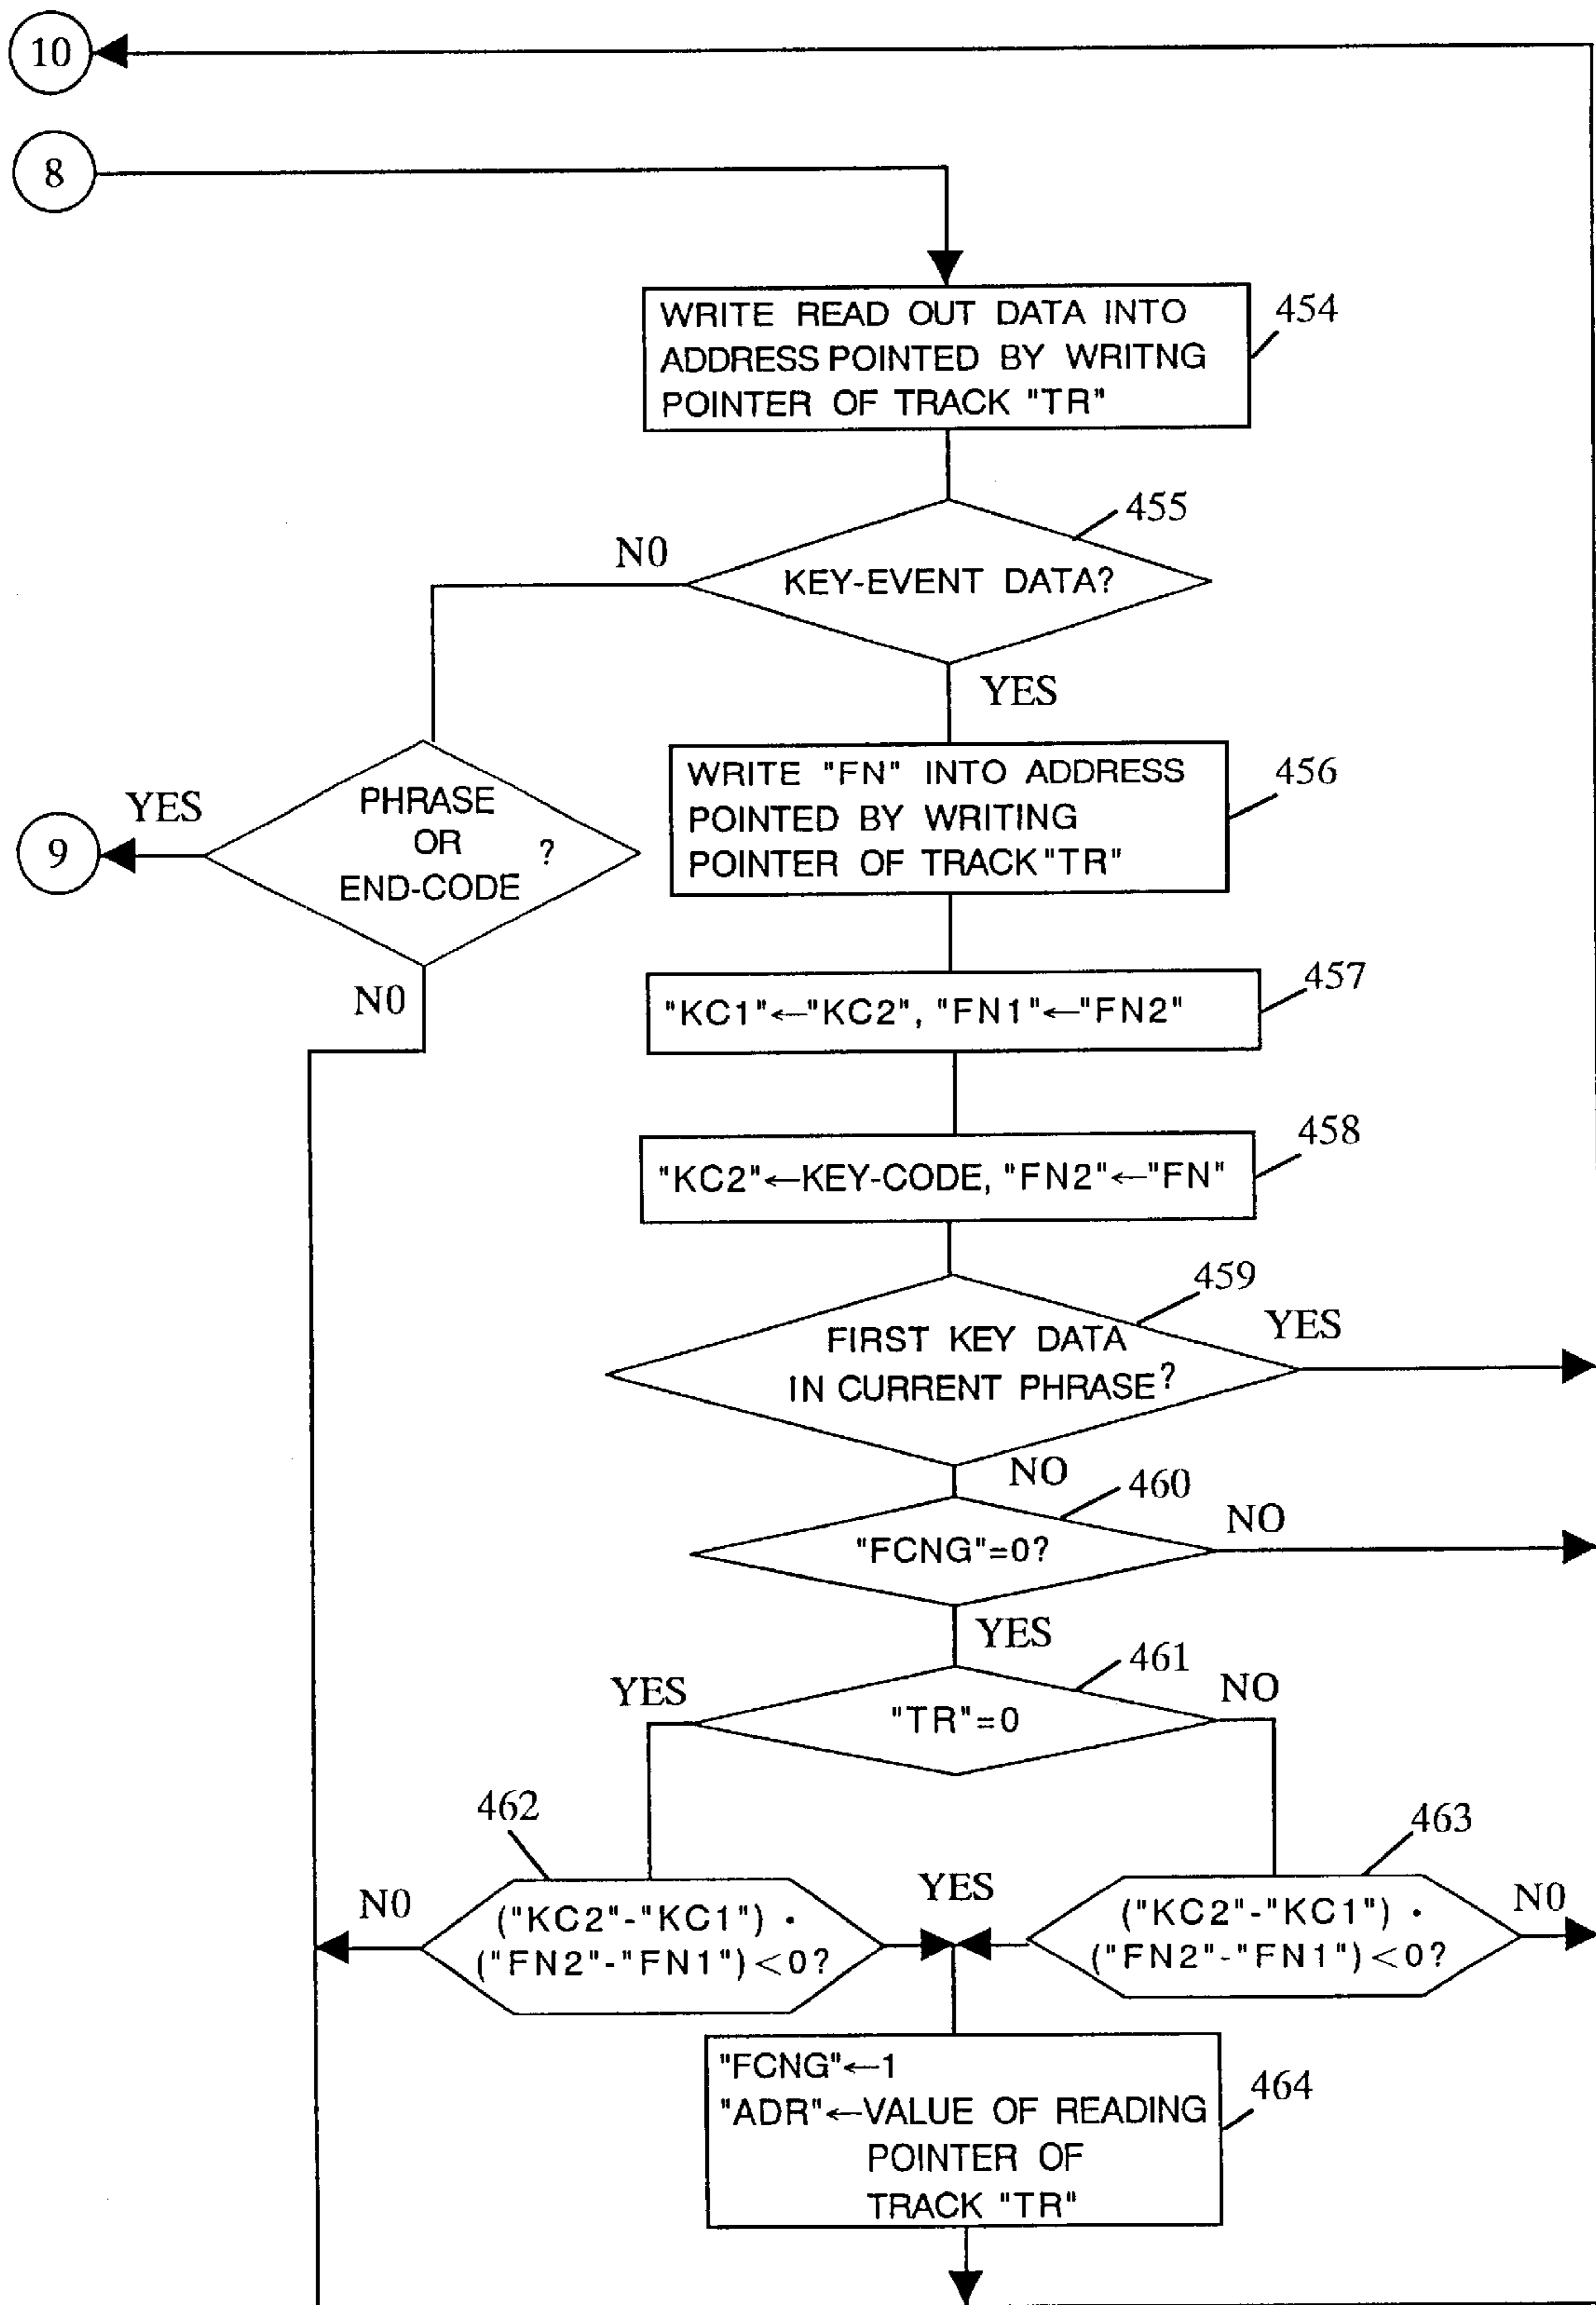 10
8
WRITE READ OUT DATA INTO
ADDRESS POINTED BY WRITNG
POINTER OF TRACK "TR"
454
455
N0
KEY-EVENT DATA?
YES
WRITE "FN" INTO ADDRESS
POINTED BY WRITING
POINTER OF TRACK "TR"
456
YES
9
PHRASE
OR
END-CODE
?
N0
457
"KC1"←"KC2", "FN1"←"FN2"
458
"KC2"←KEY-CODE, "FN2"←"FN"
459
FIRST KEY DATA
IN CURRENT PHRASE?
YES
NO
460
"FCNG"=0?
NO
YES
461
YES
"TR"=0
NO
462
463
N0
("KC2"-"KC1") ·
("FN2"-"FN1")<0?
YES
("KC2"-"KC1") ·
("FN2"-"FN1")<0?
N0
"FCNG"←1
"ADR"←VALUE OF READING
POINTER OF
TRACK "TR"
464